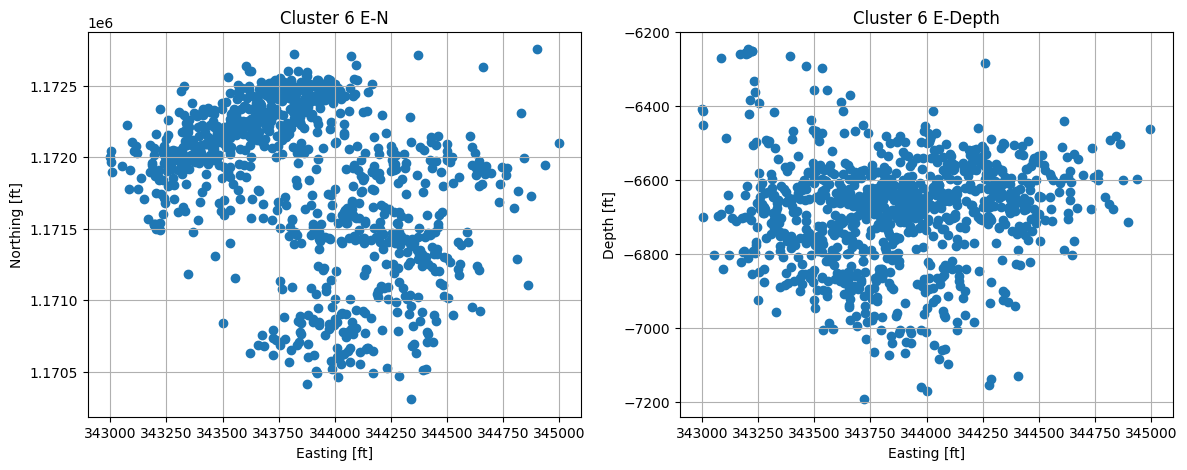 Cluster 6 E-N
1e6
1.1725
1.1720
1.1715
1.1710
1.1705
Northing [ft]
343000 343250 343500 343750 344000 344250 344500 344750 345000
Easting [ft]
Cluster 6 E-Depth
−6200
−6400
−6600
−6800
−7000
−7200
Depth [ft]
343000 343250 343500 343750 344000 344250 344500 344750 345000
Easting [ft]